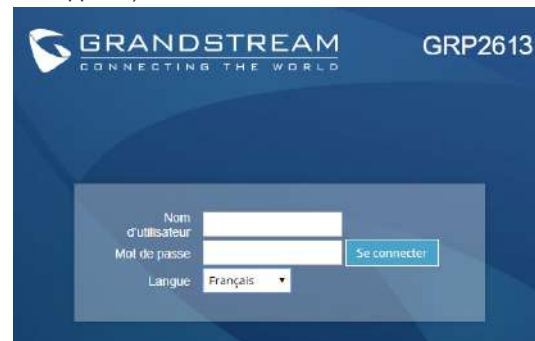 GRANDSTREAM
CONNECTING THE WORLD
GRP2613
Nom
d'utilisateur
Mot de passe
Se connecter
Langue
Français